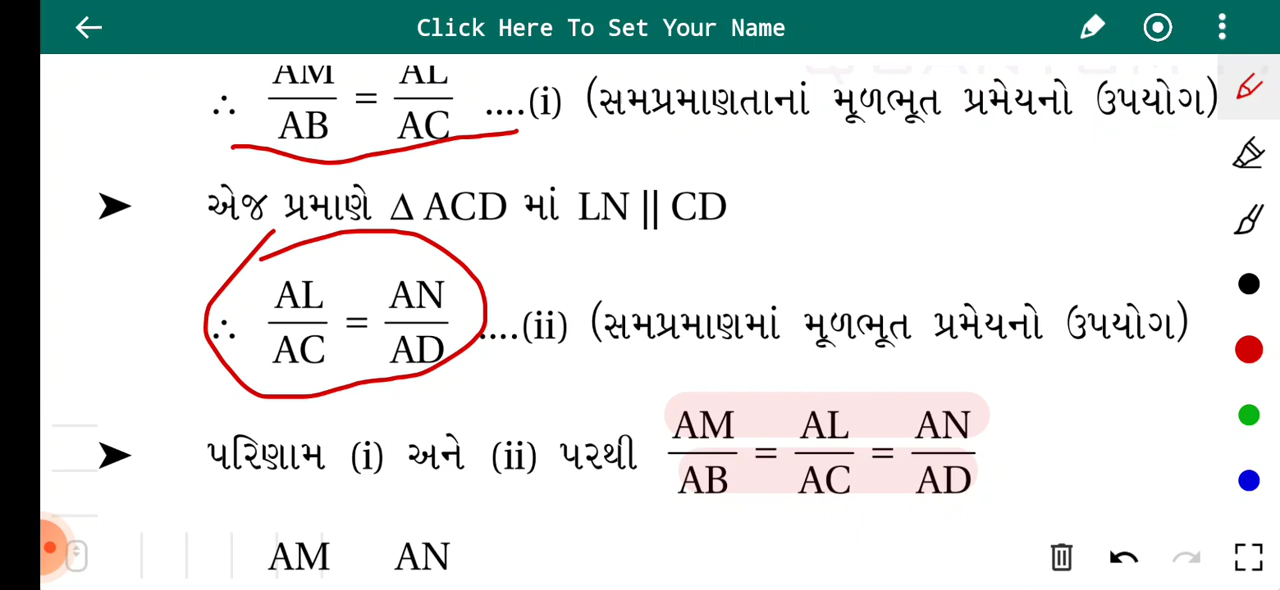 Click Here To Set Your Name
∴ AM/AB = AL/AC ....(i) (સમપ્રમાણતાનાં મૂળભૂત પ્રમેયનો ઉપયોગ)
➤ એજ પ્રમાણે Δ ACD માં LN || CD
∴ AL/AC = AN/AD ....(ii) (સમપ્રમાણમાં મૂળભૂત પ્રમેયનો ઉપયોગ)
➤ પરિણામ (i) અને (ii) પરથી AM/AB = AL/AC = AN/AD
AM AN